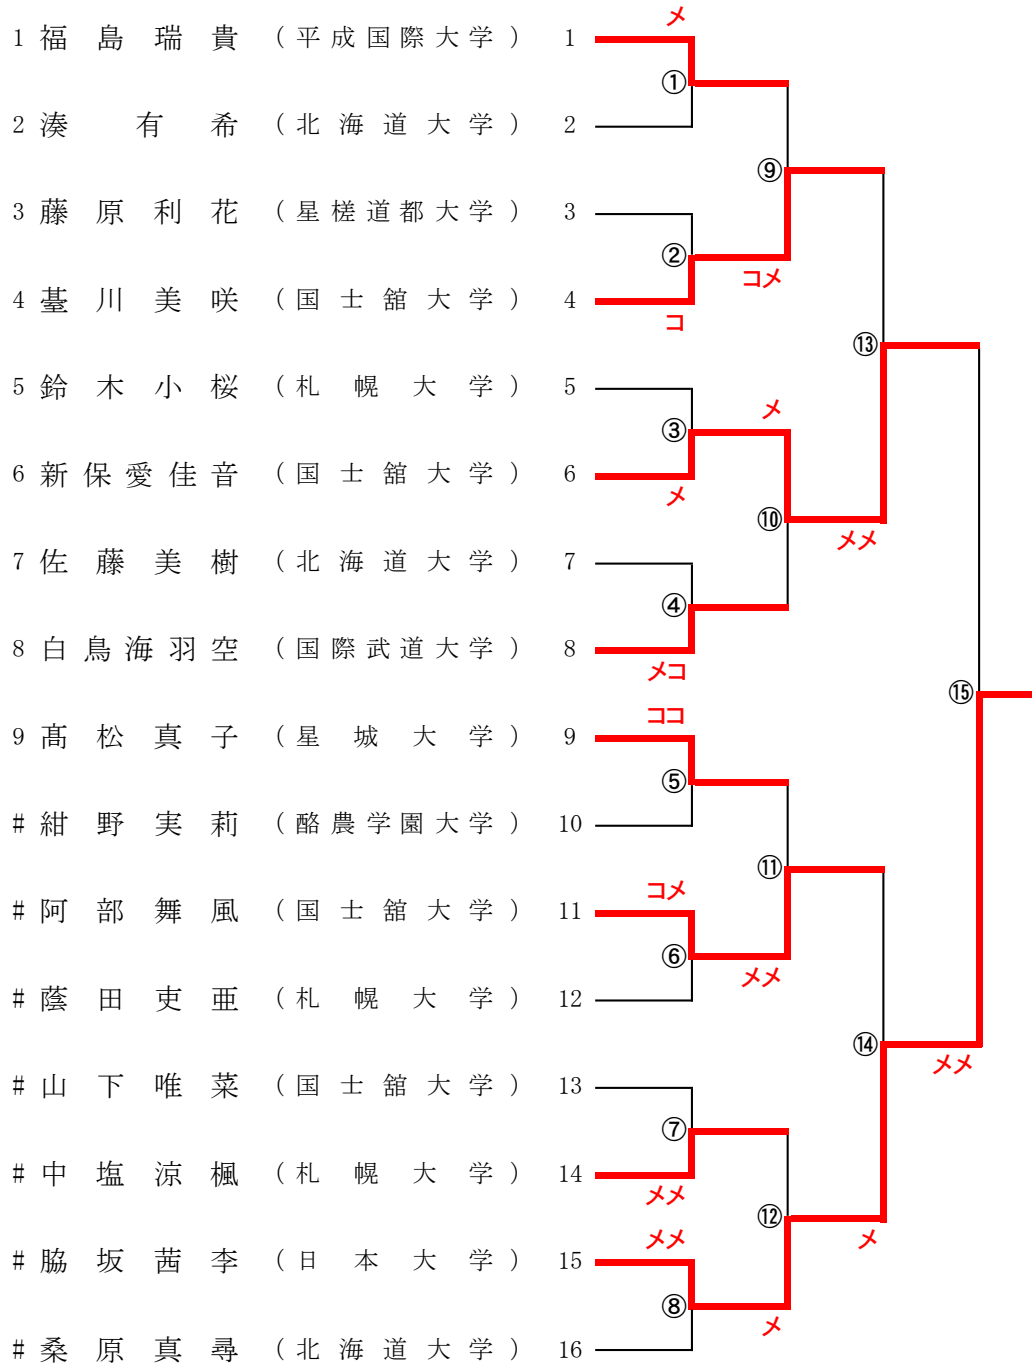 メ
1 福島瑞貴 (平成国際大学) 1
①
2 湊有希 (北海道大学) 2
⑨
3 藤原利花 (星槎道都大学) 3
②
コメ
4 䑓川美咲 (国士舘大学) 4
コ
⑬
5 鈴木小桜 (札幌大学) 5
メ
③
6 新保愛佳音 (国士舘大学) 6
メ
⑩
メメ
7 佐藤美樹 (北海道大学) 7
④
8 白鳥海羽空 (国際武道大学) 8
メコ
⑮
ココ
9 髙松真子 (星城大学) 9
⑤
# 紺野実莉 (酪農学園大学) 10
⑪
コメ
# 阿部舞風 (国士舘大学) 11
⑥
メメ
# 蔭田吏亜 (札幌大学) 12
⑭
メメ
# 山下唯菜 (国士舘大学) 13
⑦
# 中塩涼楓 (札幌大学) 14
メメ
⑫
メメ
メ
# 脇坂茜李 (日本大学) 15
⑧
メ
# 桑原真尋 (北海道大学) 16